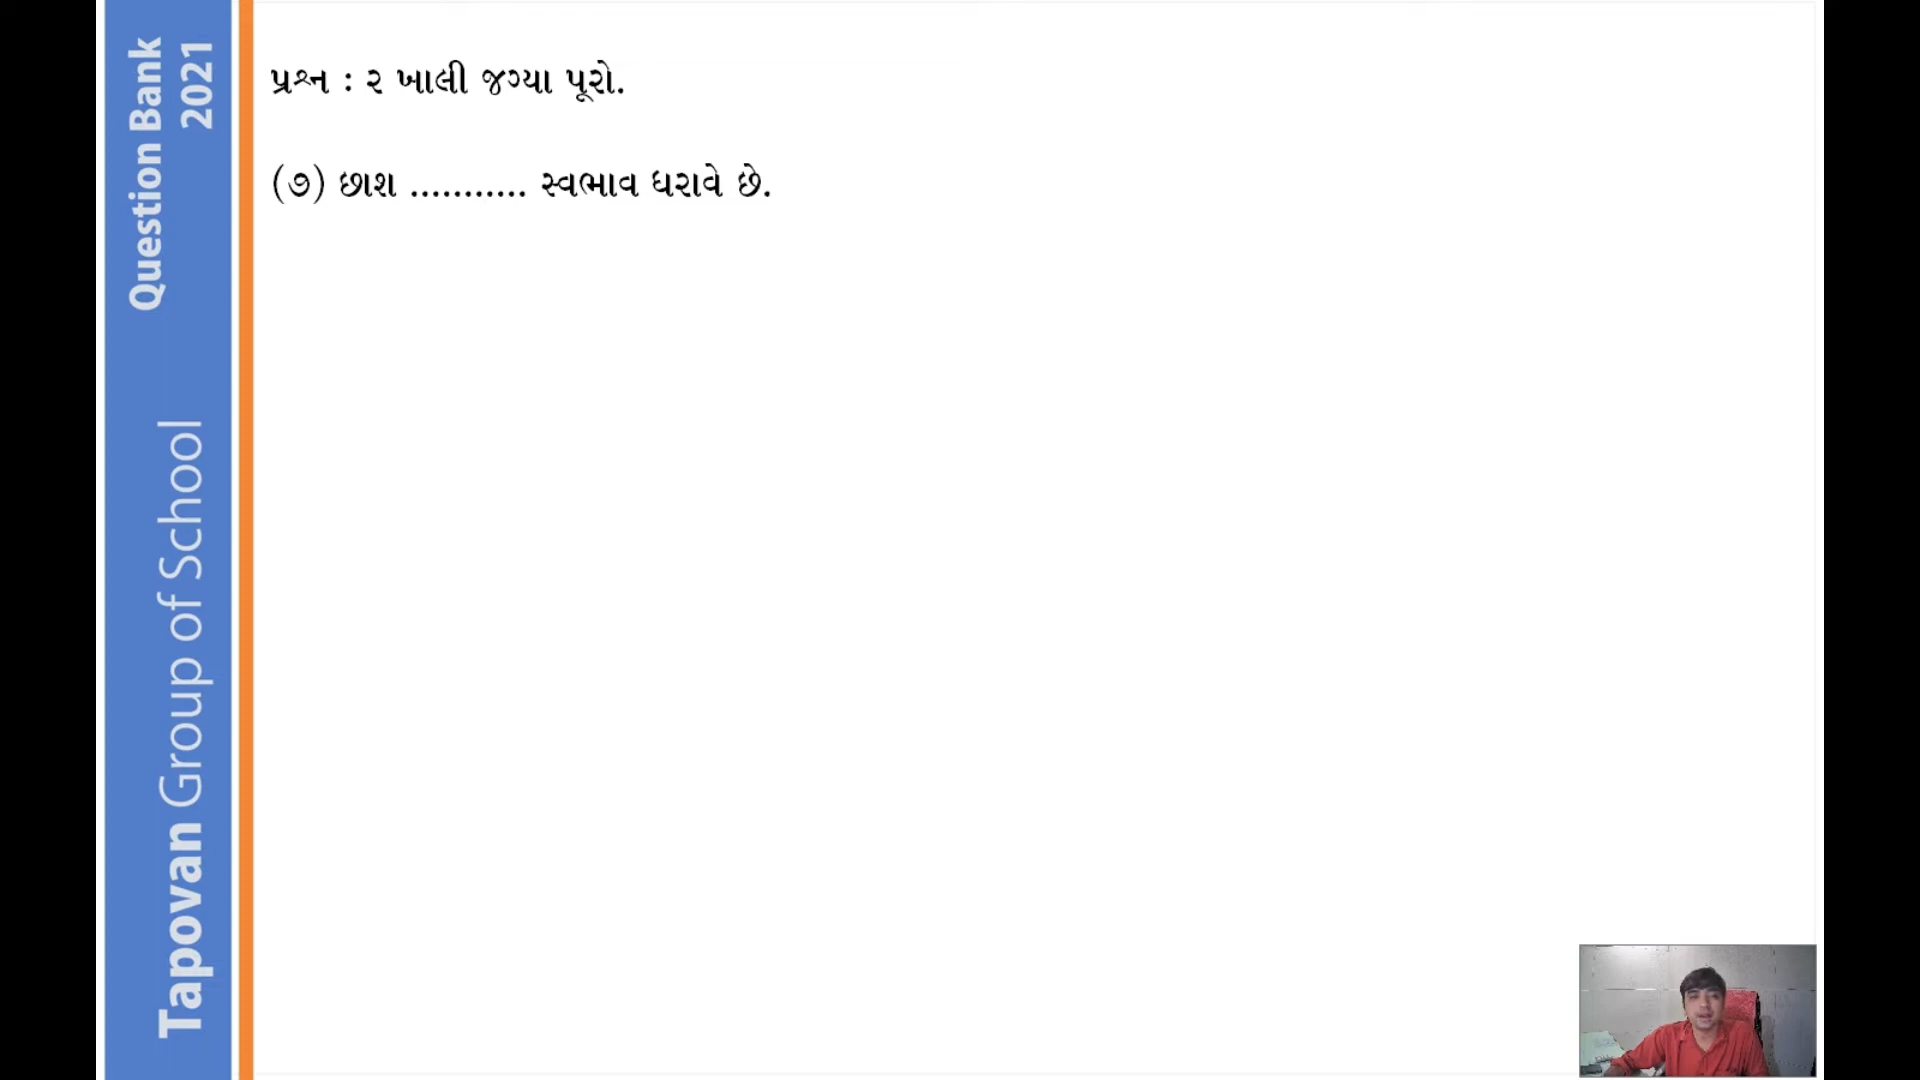 Question Bank
2021
Tapovan Group of School
પ્રશ્ન : ૨ ખાલી જગ્યા પૂરો.
(૭) છાશ ........... સ્વભાવ ધરાવે છે.